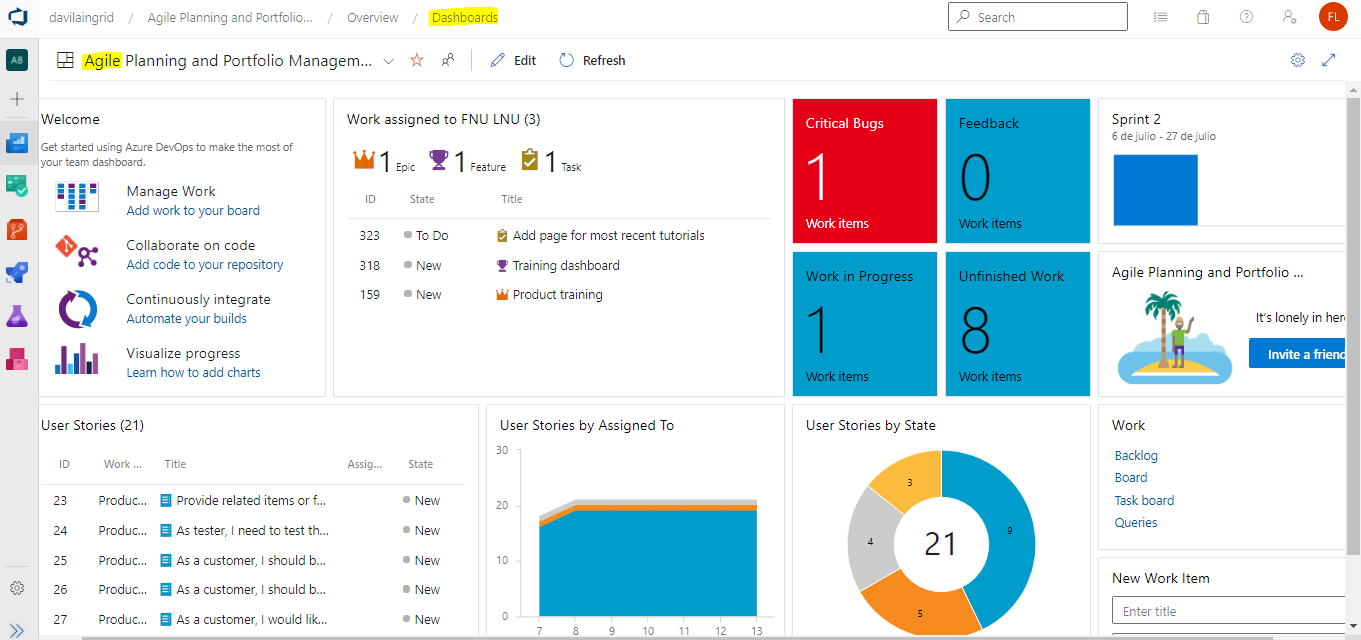 davilaingrid / Agile Planning and Portfolio... / Overview / Dashboards
Search
FL
AB
Agile Planning and Portfolio Managem...
Edit
Refresh
Welcome
Get started using Azure DevOps to make the most of
your team dashboard.
Manage Work
Add work to your board
Collaborate on code
Add code to your repository
Continuously integrate
Automate your builds
Visualize progress
Learn how to add charts
Work assigned to FNU LNU (3)
1 Epic 1 Feature 1 Task
ID State Title
323 To Do Add page for most recent tutorials
318 New Training dashboard
159 New Product training
Critical Bugs
1
Work items
Feedback
0
Work items
Work in Progress
1
Work items
Unfinished Work
8
Work items
Sprint 2
6 de julio - 27 de julio
Agile Planning and Portfolio ...
It's lonely in here
Invite a frienc
User Stories (21)
ID Work ... Title Assig... State
23 Produc... Provide related items or f... New
24 Produc... As tester, I need to test th... New
25 Produc... As a customer, I should b... New
26 Produc... As a customer, I should b... New
27 Produc... As a customer, I would lik... New
User Stories by Assigned To
30
20
10
0
7 8 9 10 11 12 13
User Stories by State
3
9
4
21
5
Work
Backlog
Board
Task board
Queries
New Work Item
Enter title